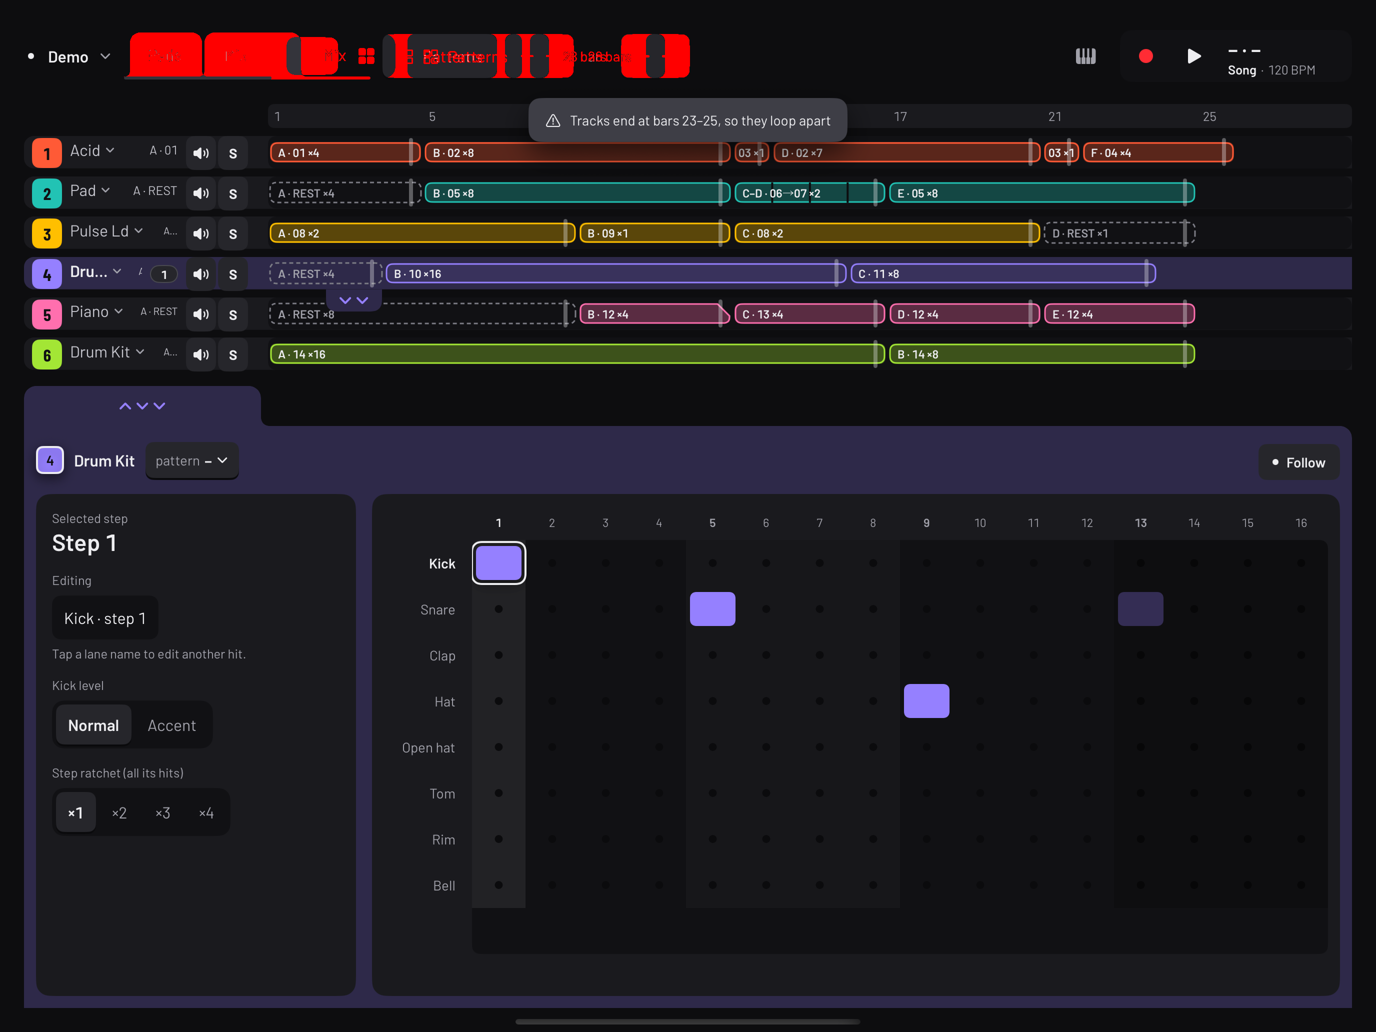 Demo
Patterns
Song · 120 BPM
1 5 17 21 25
Tracks end at bars 23–25, so they loop apart
1 Acid A · 01 S A · 01 ×4 B · 02 ×8 03 ×1 D · 02 ×7 03 ×1 F · 04 ×4
2 Pad A · REST S A · REST ×4 B · 05 ×8 C–D · 06→07 ×2 E · 05 ×8
3 Pulse Ld A... S A · 08 ×2 B · 09 ×1 C · 08 ×2 D · REST ×1
4 Dru... 1 S A · REST ×4 B · 10 ×16 C · 11 ×8
5 Piano A · REST S A · REST ×8 B · 12 ×4 C · 13 ×4 D · 12 ×4 E · 12 ×4
6 Drum Kit A... S A · 14 ×16 B · 14 ×8
4 Drum Kit pattern – Follow
Selected step
Step 1
Editing
Kick · step 1
Tap a lane name to edit another hit.
Kick level
Normal Accent
Step ratchet (all its hits)
×1 ×2 ×3 ×4
1 2 3 4 5 6 7 8 9 10 11 12 13 14 15 16
Kick
Snare
Clap
Hat
Open hat
Tom
Rim
Bell